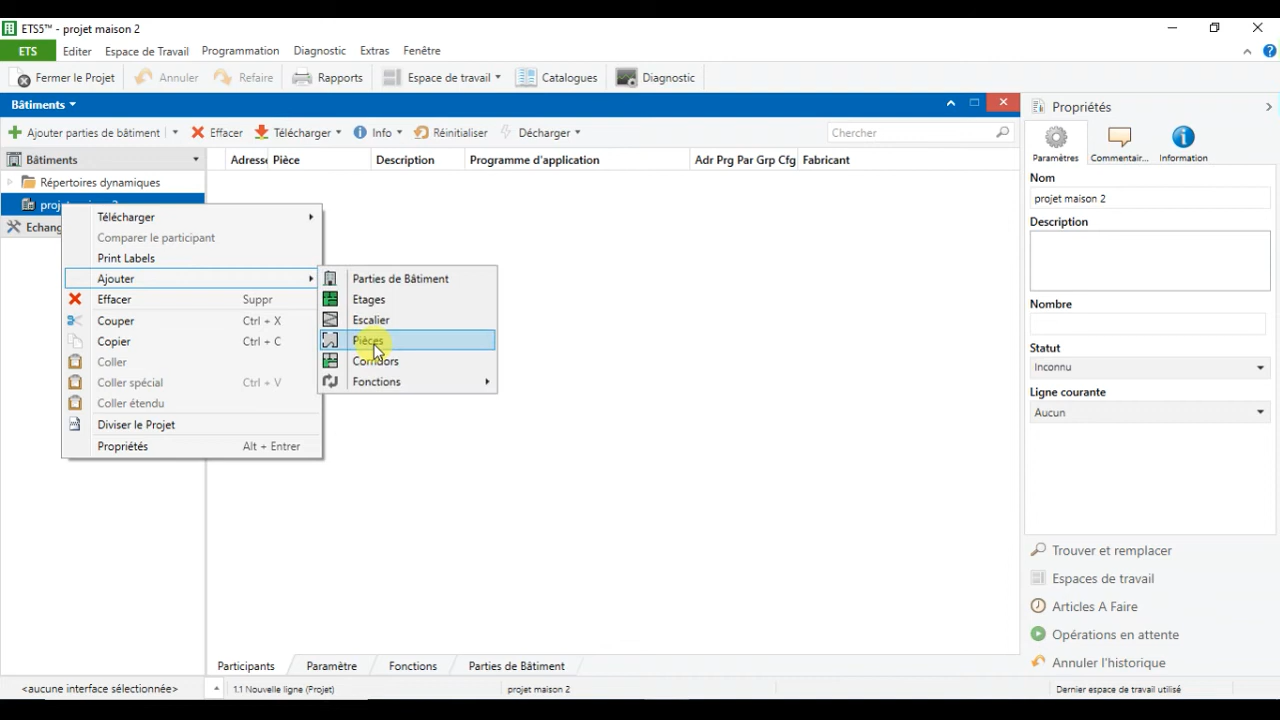 ETS5™ - projet maison 2
ETS Editer Espace de Travail Programmation Diagnostic Extras Fenêtre
Fermer le Projet Annuler Refaire Rapports Espace de travail Catalogues Diagnostic
Bâtiments
Ajouter parties de bâtiment Effacer Télécharger Info Réinitialiser Décharger Chercher
Bâtiments Adresse Pièce Description Programme d'application Adr Prg Par Grp Cfg Fabricant
Répertoires dynamiques
Echang
Télécharger
Comparer le participant
Print Labels
Ajouter
Effacer Suppr
Couper Ctrl + X
Copier Ctrl + C
Coller
Coller spécial Ctrl + V
Coller étendu
Diviser le Projet
Propriétés Alt + Entrer
Parties de Bâtiment
Etages
Escalier
Pièces
Corridors
Fonctions
Propriétés
Paramètres Commentair... Information
Nom
projet maison 2
Description
Nombre
Statut
Inconnu
Ligne courante
Aucun
Trouver et remplacer
Espaces de travail
Articles A Faire
Opérations en attente
Annuler l'historique
Participants Paramètre Fonctions Parties de Bâtiment
<aucune interface sélectionnée> 1.1 Nouvelle ligne (Projet) projet maison 2 Dernier espace de travail utilisé